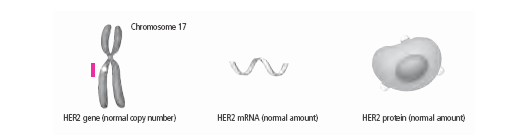 Chromosome 17
HER2 gene (normal copy number)
HER2 mRNA (normal amount)
HER2 protein (normal amount)